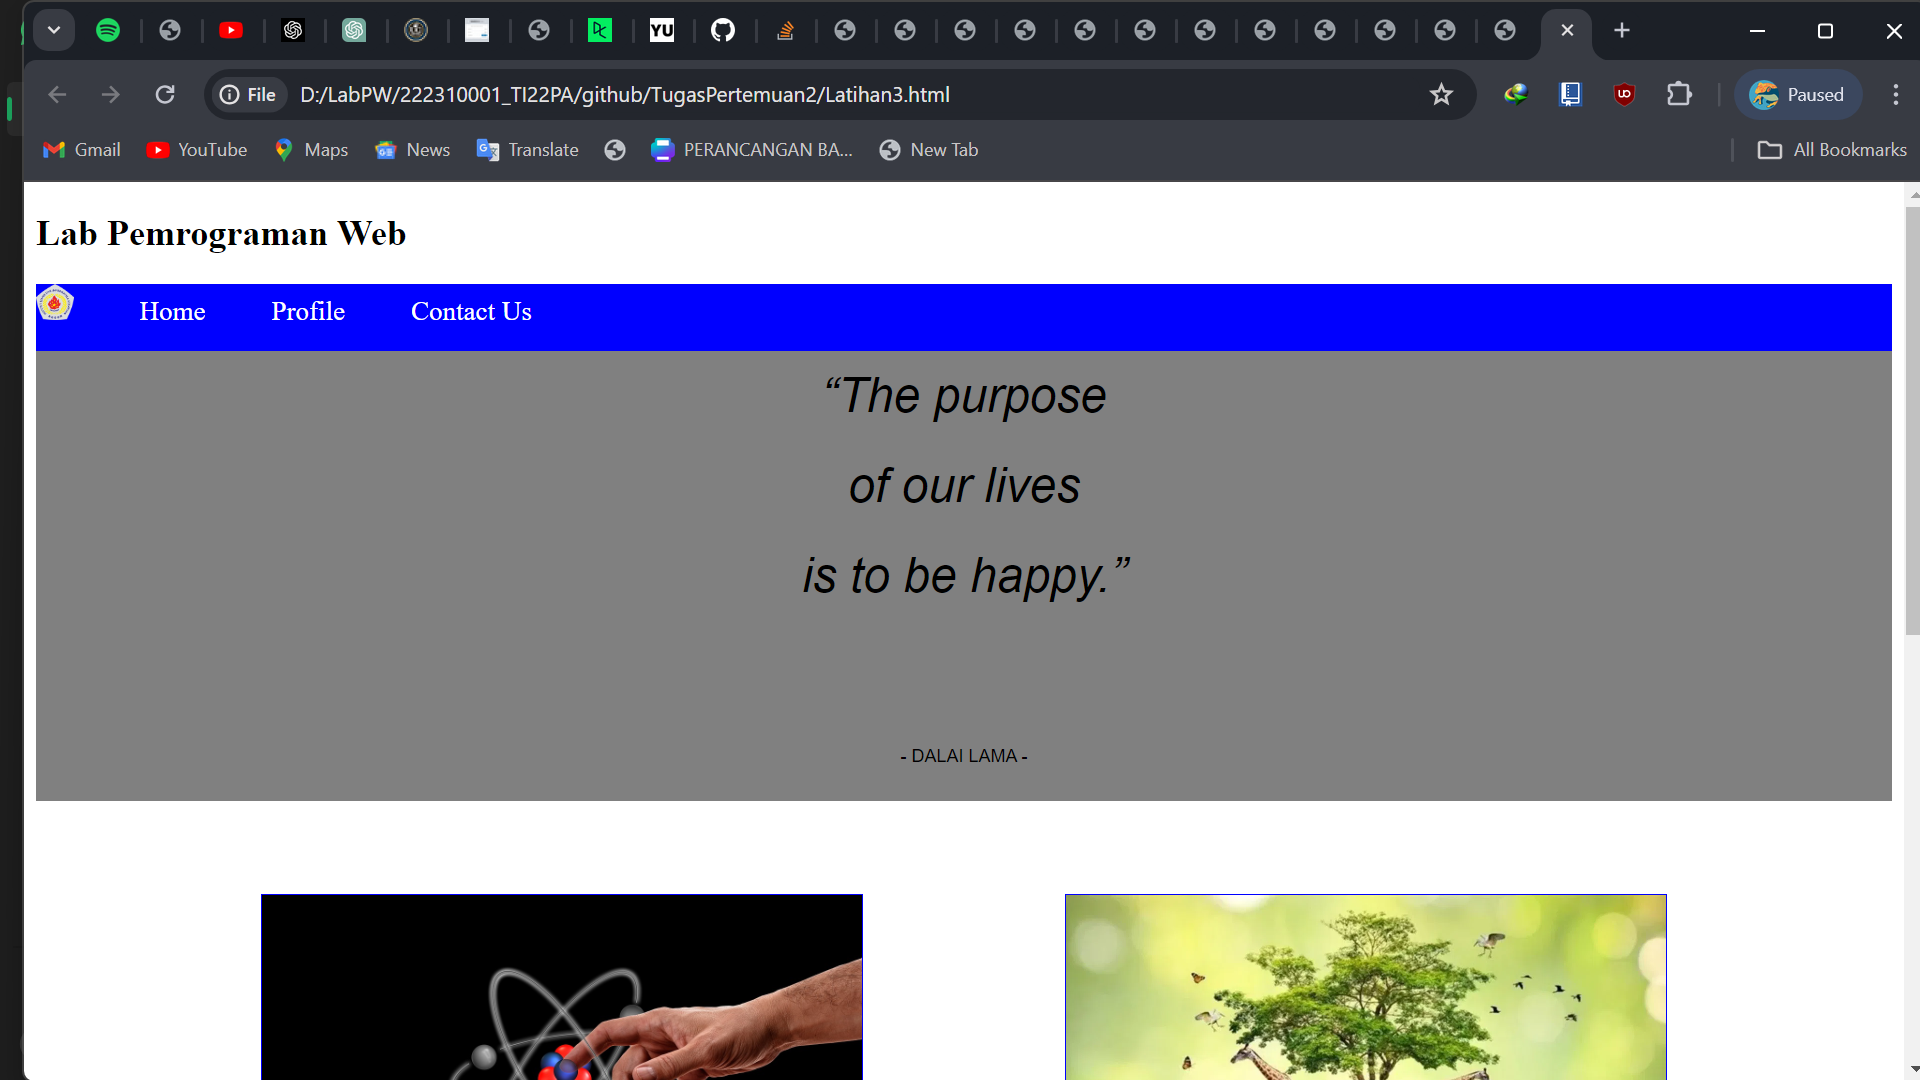 YU
File
D:/LabPW/222310001_TI22PA/github/TugasPertemuan2/Latihan3.html
Paused
Gmail
YouTube
Maps
News
Translate
PERANCANGAN BA...
New Tab
All Bookmarks
Lab Pemrograman Web
Home
Profile
Contact Us
“The purpose
of our lives
is to be happy.”
- DALAI LAMA -